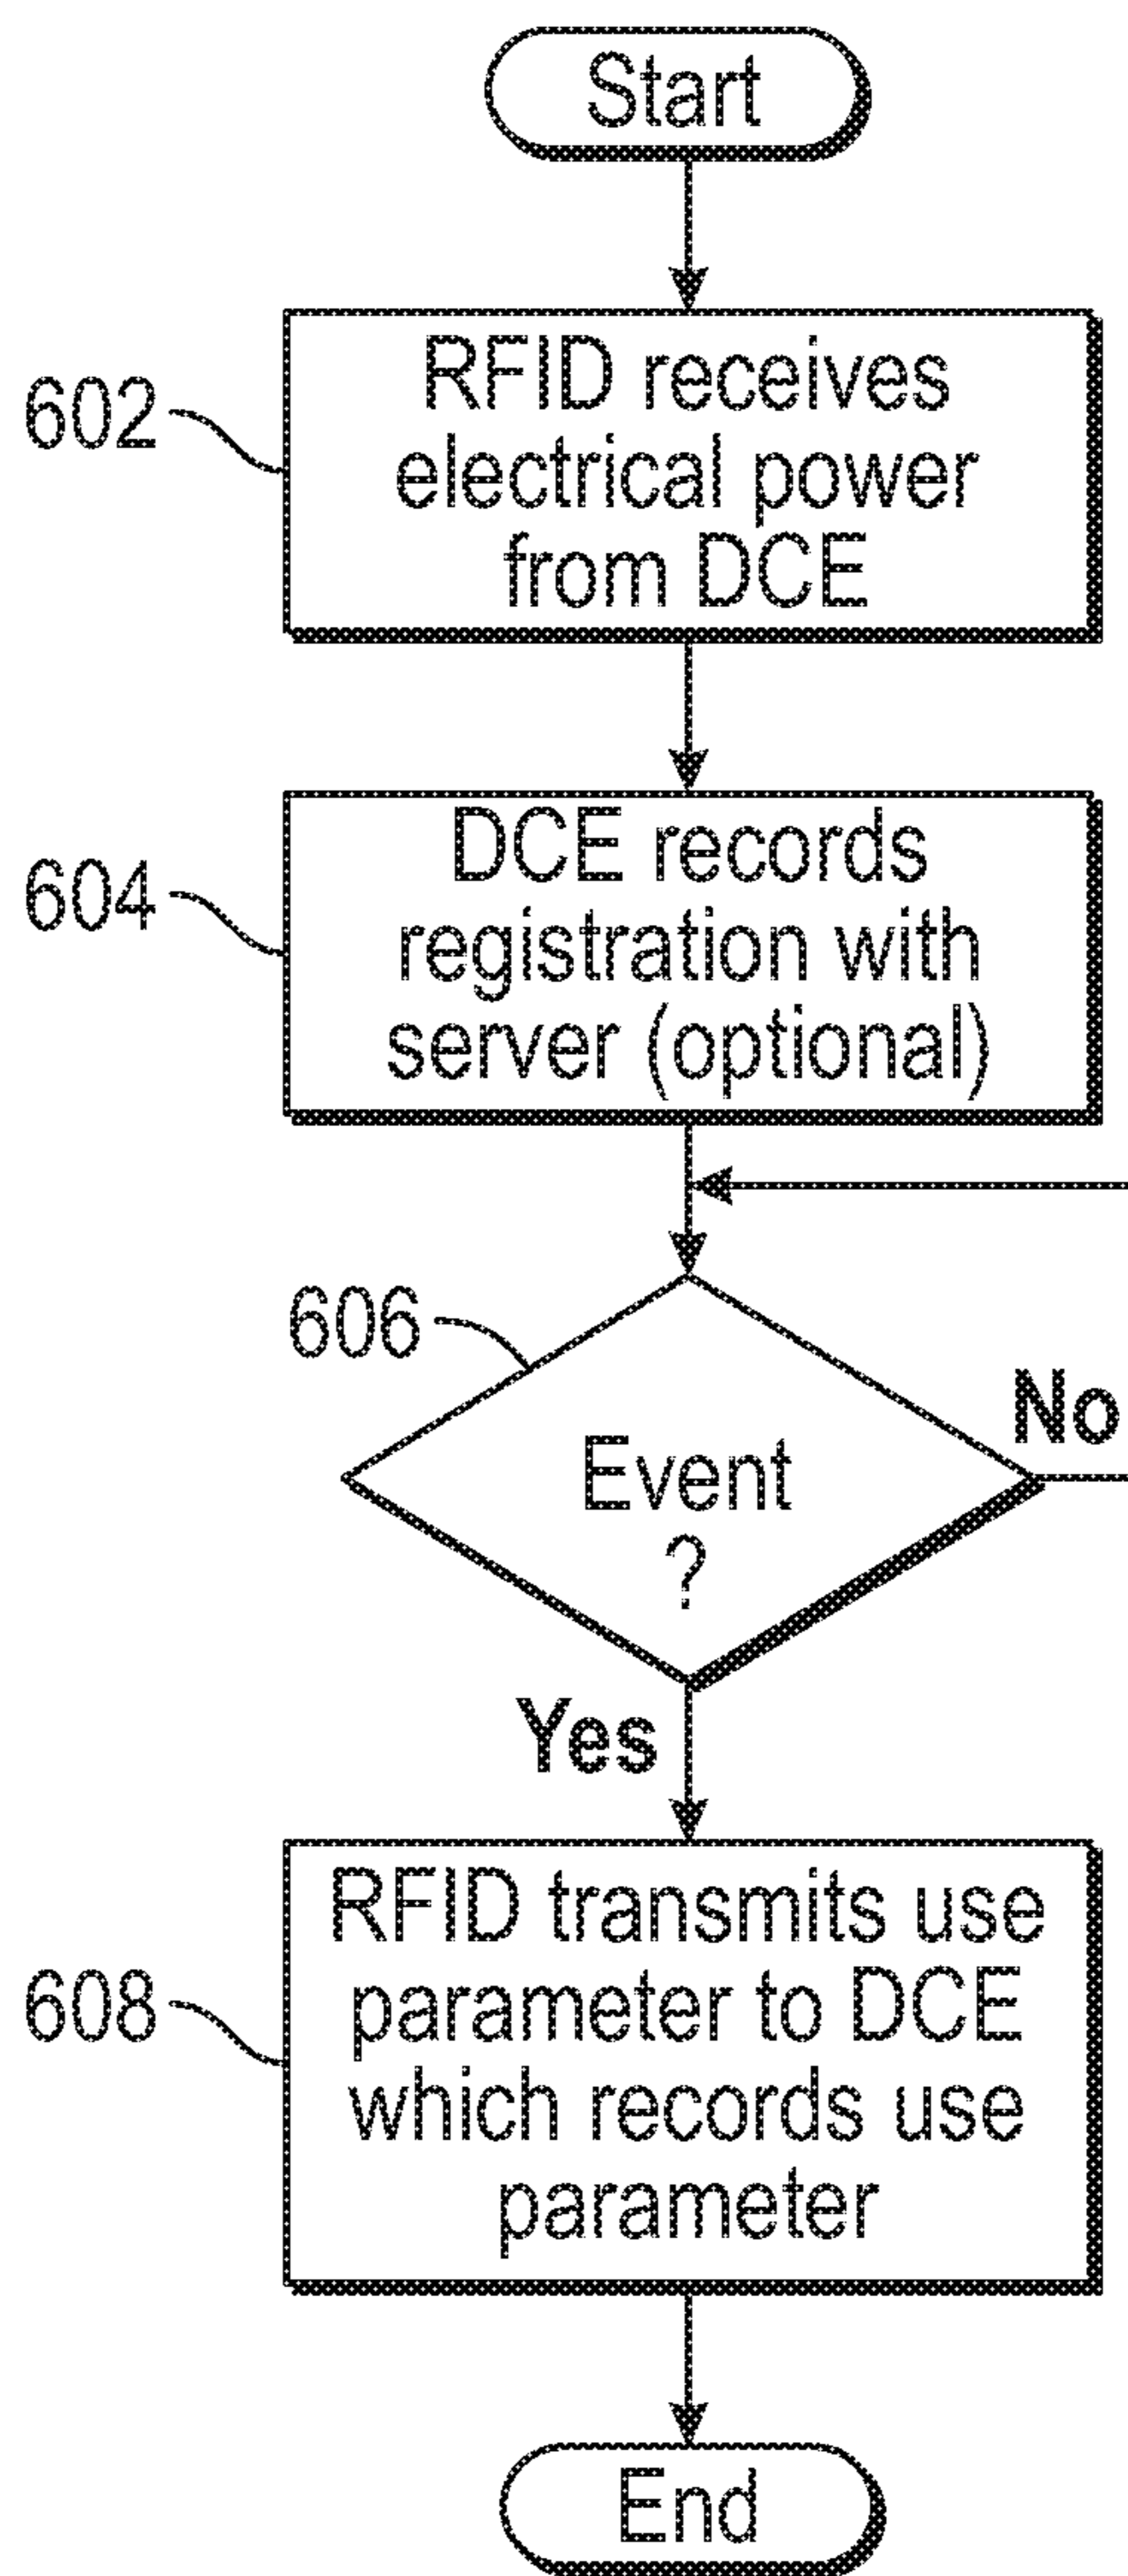 Start
602
RFID receives
electrical power
from DCE
604
DCE records
registration with
server (optional)
606
Event
?
No
Yes
608
RFID transmits use
parameter to DCE
which records use
parameter
End